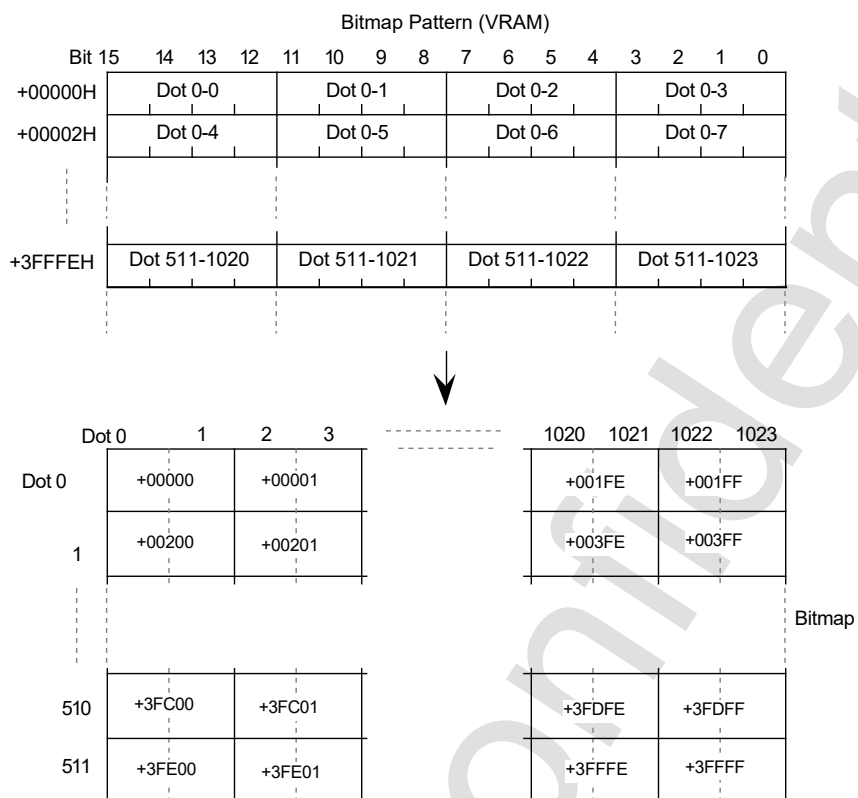 Bitmap Pattern (VRAM)
Bit 15 14 13 12 11 10 9 8 7 6 5 4 3 2 1 0
+00000H Dot 0-0 Dot 0-1 Dot 0-2 Dot 0-3
+00002H Dot 0-4 Dot 0-5 Dot 0-6 Dot 0-7
+3FFFEH Dot 511-1020 Dot 511-1021 Dot 511-1022 Dot 511-1023
Dot 0 1 2 3 1020 1021 1022 1023
Dot 0 +00000 +00001 +001FE +001FF
1 +00200 +00201 +003FE +003FF
Bitmap
510 +3FC00 +3FC01 +3FDFE +3FDFF
511 +3FE00 +3FE01 +3FFFE +3FFFF